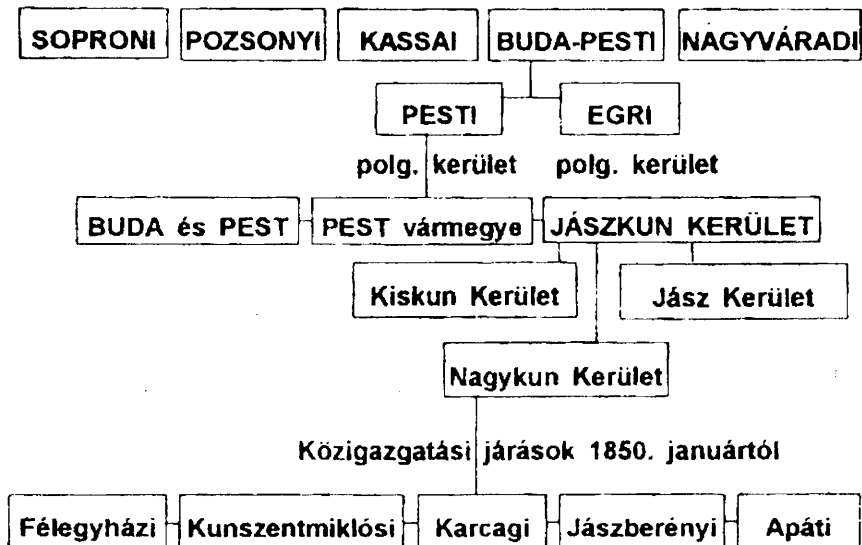 SOPRONI POZSONYI KASSAI BUDA-PESTI NAGYVÁRADI
PESTI EGRI
polg. kerület polg. kerület
BUDA és PEST PEST vármegye JÁSZKUN KERÜLET
Kiskun Kerület Jász Kerület
Nagykun Kerület
Közigazgatási járások 1850. januártól
Félegyházi Kunszentmiklósi Karcagi Jászberényi Apáti